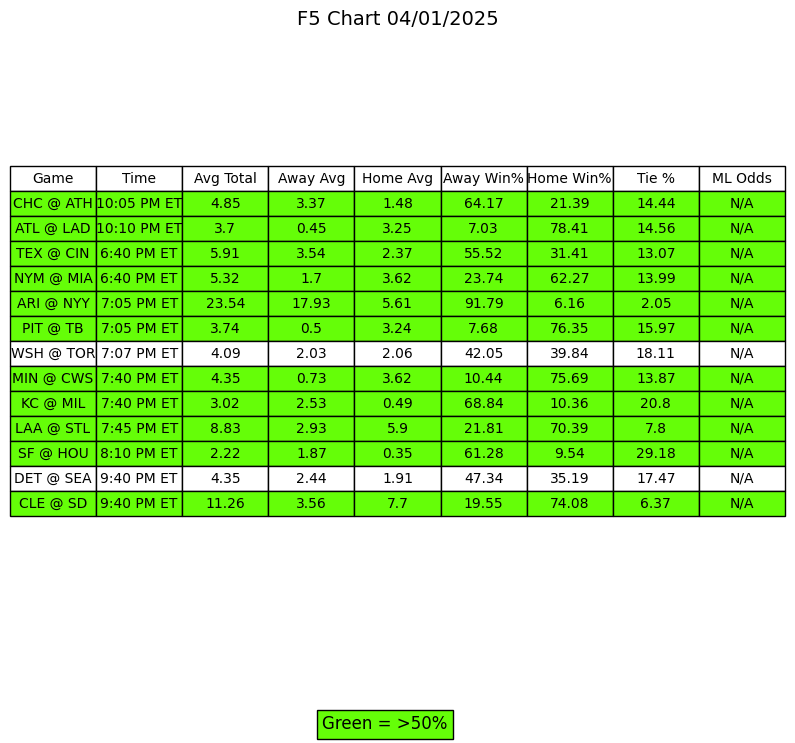 F5 Chart 04/01/2025
Game Time Avg Total Away Avg Home Avg Away Win% Home Win% Tie % ML Odds
CHC @ ATH 10:05 PM ET 4.85 3.37 1.48 64.17 21.39 14.44 N/A
ATL @ LAD 10:10 PM ET 3.7 0.45 3.25 7.03 78.41 14.56 N/A
TEX @ CIN 6:40 PM ET 5.91 3.54 2.37 55.52 31.41 13.07 N/A
NYM @ MIA 6:40 PM ET 5.32 1.7 3.62 23.74 62.27 13.99 N/A
ARI @ NYY 7:05 PM ET 23.54 17.93 5.61 91.79 6.16 2.05 N/A
PIT @ TB 7:05 PM ET 3.74 0.5 3.24 7.68 76.35 15.97 N/A
WSH @ TOR 7:07 PM ET 4.09 2.03 2.06 42.05 39.84 18.11 N/A
MIN @ CWS 7:40 PM ET 4.35 0.73 3.62 10.44 75.69 13.87 N/A
KC @ MIL 7:40 PM ET 3.02 2.53 0.49 68.84 10.36 20.8 N/A
LAA @ STL 7:45 PM ET 8.83 2.93 5.9 21.81 70.39 7.8 N/A
SF @ HOU 8:10 PM ET 2.22 1.87 0.35 61.28 9.54 29.18 N/A
DET @ SEA 9:40 PM ET 4.35 2.44 1.91 47.34 35.19 17.47 N/A
CLE @ SD 9:40 PM ET 11.26 3.56 7.7 19.55 74.08 6.37 N/A
Green = >50%